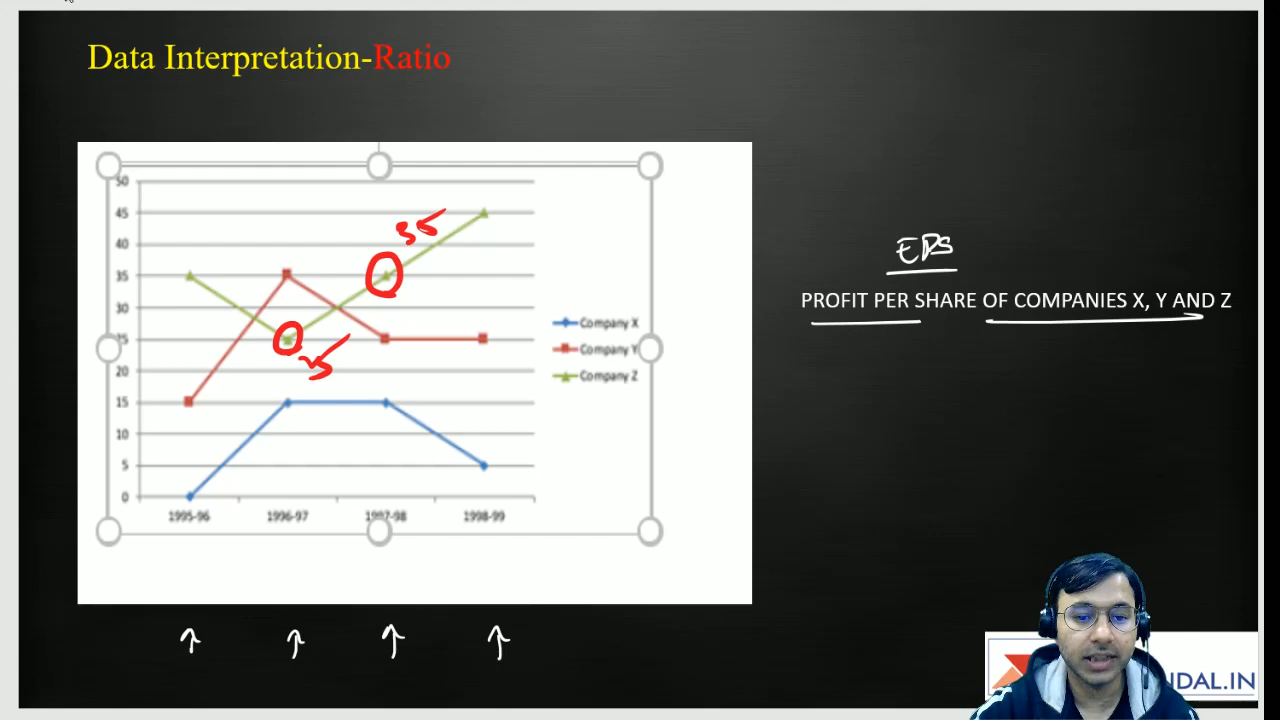 Data Interpretation-Ratio
50
45
40
35
30
25
20
15
10
5
0
1995-96
1996-97
1997-98
1998-99
35
25
Company X
Company Y
Company Z
EPS
PROFIT PER SHARE OF COMPANIES X, Y AND Z
NDAL.IN